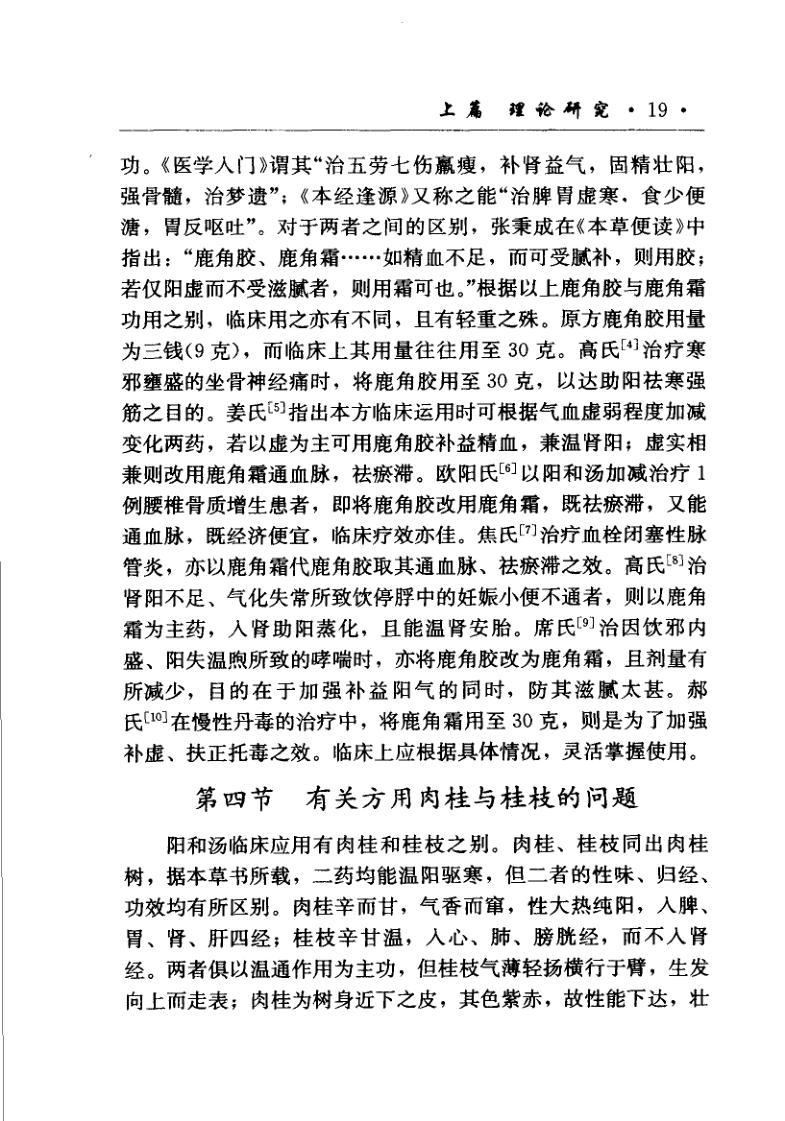 上篇 理论研究 ·19·
功。《医学入门》谓其“治五劳七伤羸瘦，补肾益气，固精壮阳，
强骨髓，治梦遗”；《本经逢源》又称之能“治脾胃虚寒，食少便
溏，胃反呕吐”。对于两者之间的区别，张秉成在《本草便读》中
指出：“鹿角胶、鹿角霜……如精血不足，而可受腻补，则用胶；
若仅阳虚而不受滋腻者，则用霜可也。”根据以上鹿角胶与鹿角霜
功用之别，临床用之亦有不同，且有轻重之殊。原方鹿角胶用量
为三钱(9克)，而临床上其用量往往用至30克。高氏[4]治疗寒
邪壅盛的坐骨神经痛时，将鹿角胶用至30克，以达助阳祛寒强
筋之目的。姜氏[5]指出本方临床运用时可根据气血虚弱程度加减
变化两药，若以虚为主可用鹿角胶补益精血，兼温肾阳；虚实相
兼则改用鹿角霜通血脉，祛瘀滞。欧阳氏[6]以阳和汤加减治疗1
例腰椎骨质增生患者，即将鹿角胶改用鹿角霜，既祛瘀滞，又能
通血脉，既经济便宜，临床疗效亦佳。焦氏[7]治疗血栓闭塞性脉
管炎，亦以鹿角霜代鹿角胶取其通血脉、祛瘀滞之效。高氏[8]治
肾阳不足、气化失常所致饮停脬中的妊娠小便不通者，则以鹿角
霜为主药，入肾助阳蒸化，且能温肾安胎。席氏[9]治因饮邪内
盛、阳失温煦所致的哮喘时，亦将鹿角胶改为鹿角霜，且剂量有
所减少，目的在于加强补益阳气的同时，防其滋腻太甚。郝
氏[10]在慢性丹毒的治疗中，将鹿角霜用至30克，则是为了加强
补虚、扶正托毒之效。临床上应根据具体情况，灵活掌握使用。
第四节 有关方用肉桂与桂枝的问题
阳和汤临床应用有肉桂和桂枝之别。肉桂、桂枝同出肉桂
树，据本草书所载，二药均能温阳驱寒，但二者的性味、归经、
功效均有所区别。肉桂辛而甘，气香而窜，性大热纯阳，入脾、
胃、肾、肝四经；桂枝辛甘温，入心、肺、膀胱经，而不入肾
经。两者俱以温通作用为主功，但桂枝气薄轻扬横行于臂，生发
向上而走表；肉桂为树身近下之皮，其色紫赤，故性能下达，壮